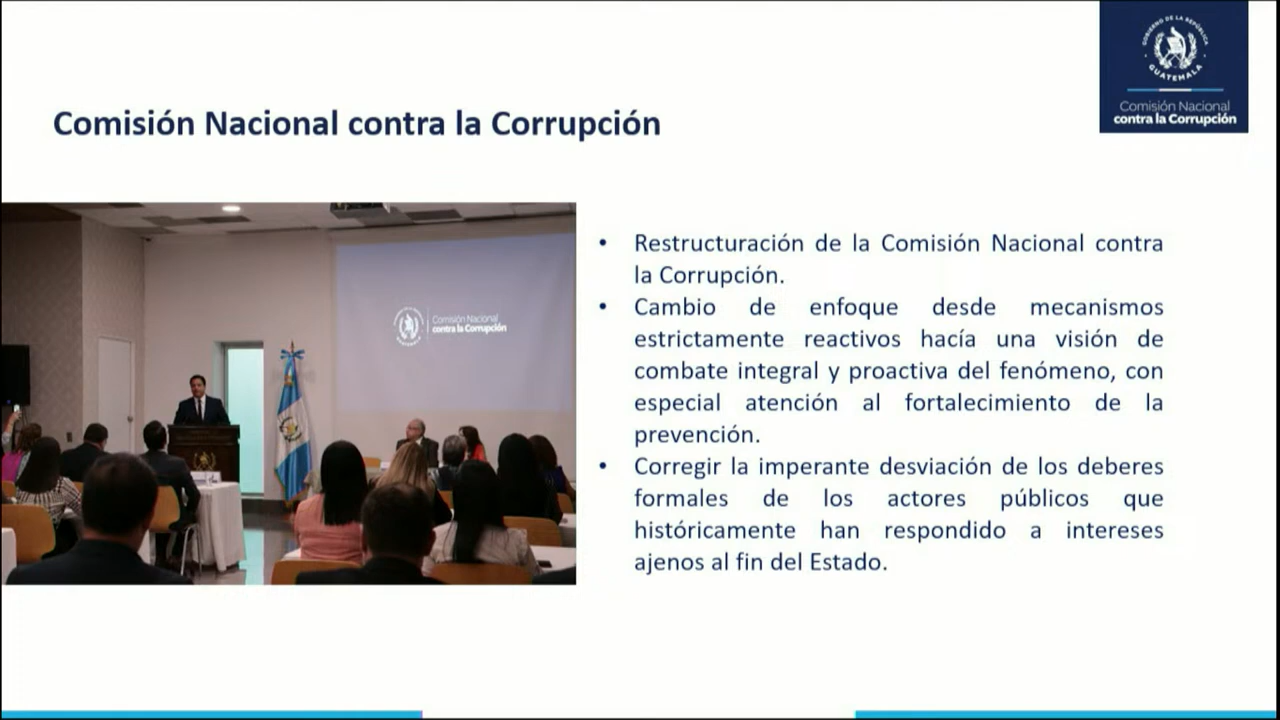 GOBIERNO DE LA REPÚBLICA
GUATEMALA
Comisión Nacional
contra la Corrupción
Comisión Nacional contra la Corrupción
Comisión Nacional
contra la Corrupción
• Restructuración de la Comisión Nacional contra
la Corrupción.
• Cambio de enfoque desde mecanismos
estrictamente reactivos hacía una visión de
combate integral y proactiva del fenómeno, con
especial atención al fortalecimiento de la
prevención.
• Corregir la imperante desviación de los deberes
formales de los actores públicos que
históricamente han respondido a intereses
ajenos al fin del Estado.